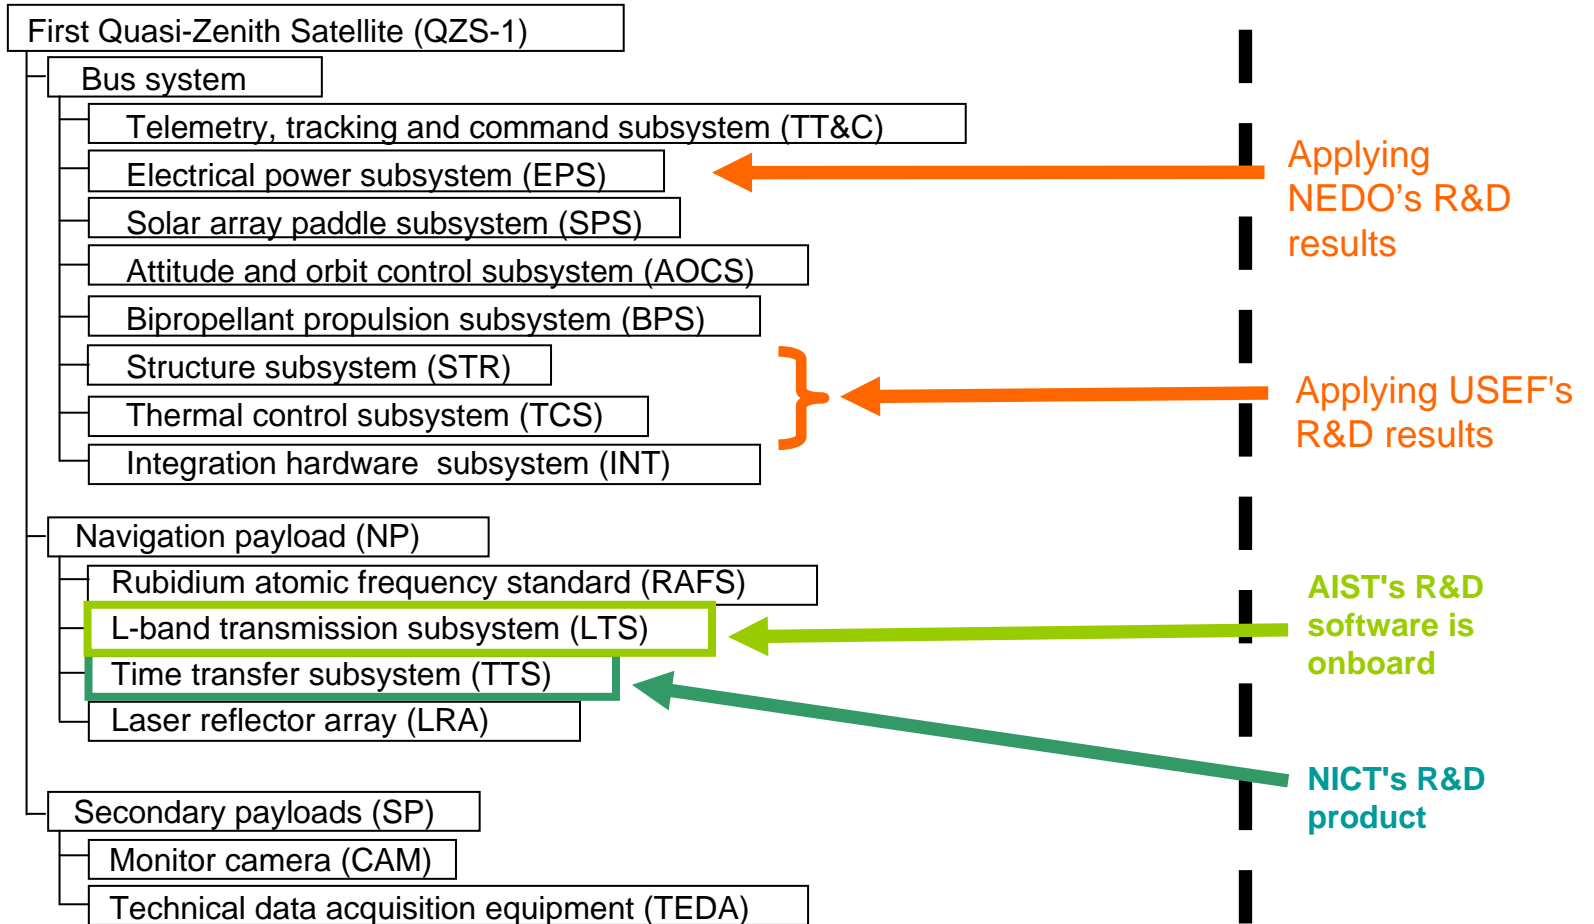 First Quasi-Zenith Satellite (QZS-1)
Bus system
Telemetry, tracking and command subsystem (TT&C)
Electrical power subsystem (EPS)
Solar array paddle subsystem (SPS)
Attitude and orbit control subsystem (AOCS)
Bipropellant propulsion subsystem (BPS)
Structure subsystem (STR)
Thermal control subsystem (TCS)
Integration hardware subsystem (INT)
Navigation payload (NP)
Rubidium atomic frequency standard (RAFS)
L-band transmission subsystem (LTS)
Time transfer subsystem (TTS)
Laser reflector array (LRA)
Secondary payloads (SP)
Monitor camera (CAM)
Technical data acquisition equipment (TEDA)
Applying
NEDO’s R&D
results
Applying USEF's
R&D results
AIST's R&D
software is
onboard
NICT's R&D
product